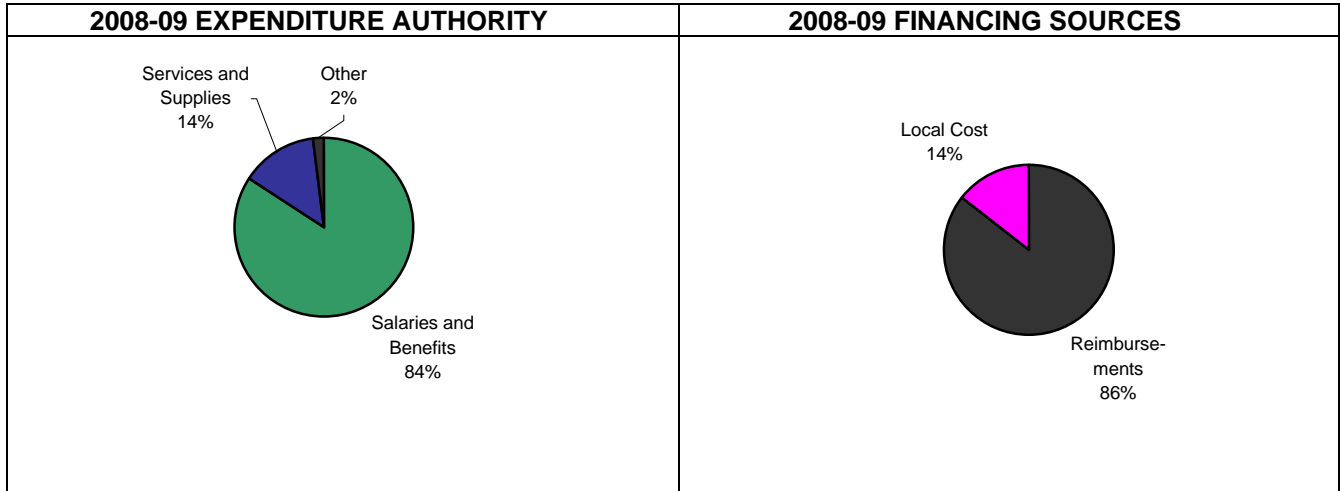 2008-09 EXPENDITURE AUTHORITY
2008-09 FINANCING SOURCES
Services and
Supplies
14%
Other
2%
Salaries and
Benefits
84%
Local Cost
14%
Reimburse-
ments
86%